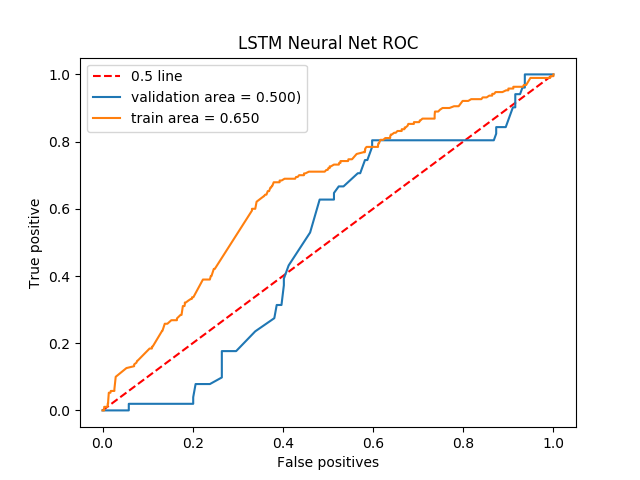 LSTM Neural Net ROC
0.5 line
validation area = 0.500)
train area = 0.650
True positive
1.0
0.8
0.6
0.4
0.2
0.0
0.0 0.2 0.4 0.6 0.8 1.0
False positives